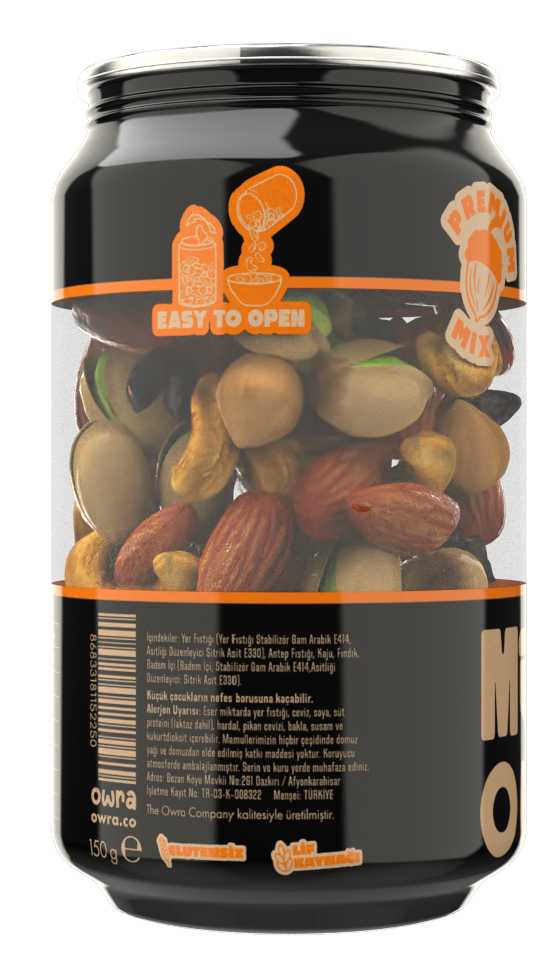 PREMIUM
MIX
EASY TO OPEN
86833181152250
İçindekiler: Yer Fıstığı (Yer Fıstığı Stabilizör Gam Arabik E414,
Asitliği Düzenleyici Sitrik Asit E330), Antep Fıstığı, Kaju, Fındık,
Badem İçi (Badem İçi, Stabilizör Gam Arabik E414,Asitliği
Düzenleyici: Sitrik Asit E330).
Küçük çocukların nefes borusuna kaçabilir.
Alerjen Uyarısı: Eser miktarda yer fıstığı, ceviz, soya, süt
proteini (laktoz dahil), hardal, pikan cevizi, bakla, susam ve
kükürtdioksit içerebilir. Mamullerimizin hiçbir çeşidinde domuz
yağı ve domuzdan elde edilmiş katkı maddesi yoktur. Koruyucu
atmosferde ambalajlanmıştır. Serin ve kuru yerde muhafaza ediniz.
Adres: Bezan Köyü Mevkii No:261 Dazkırı / Afyonkarahisar
İşletme Kayıt No: TR-03-K-008322 Menşei: TÜRKİYE
The Owra Company kalitesiyle üretilmiştir.
owra
owra.co
150 g ℮
GLUTENSİZ
LİF
KAYNAĞI
M
O